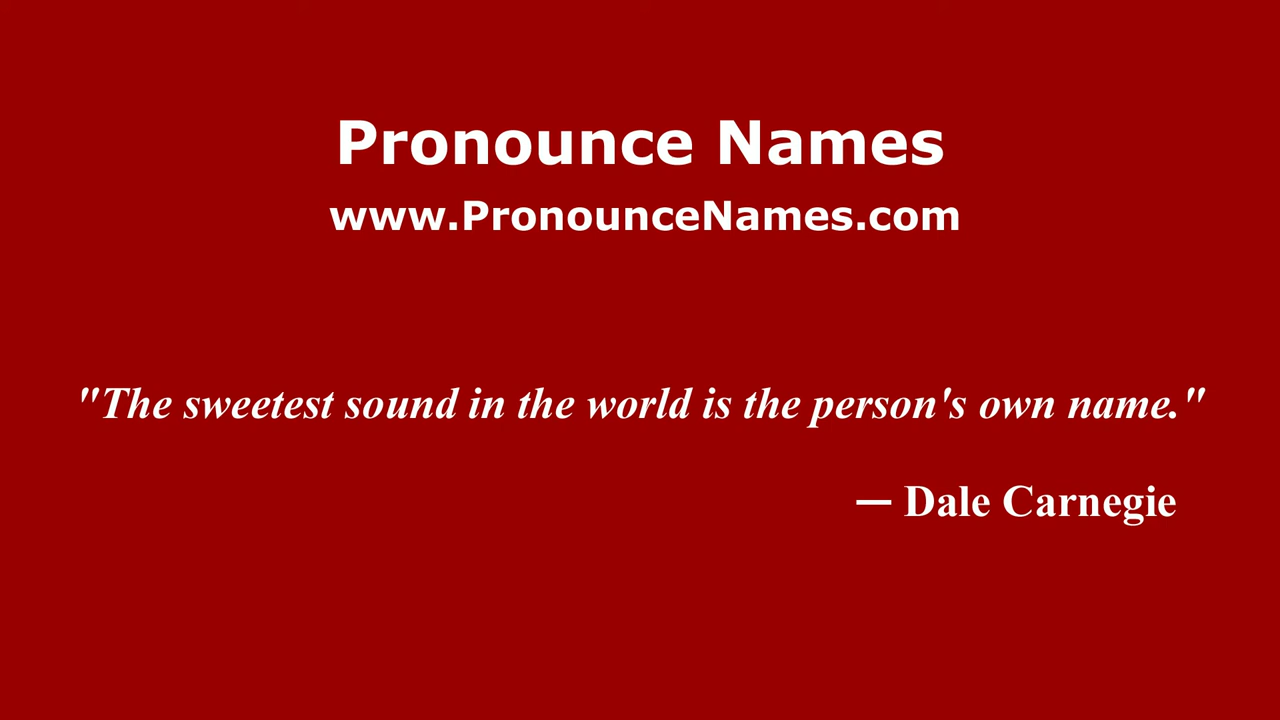 Pronounce Names
www.PronounceNames.com
"The sweetest sound in the world is the person's own name."
— Dale Carnegie